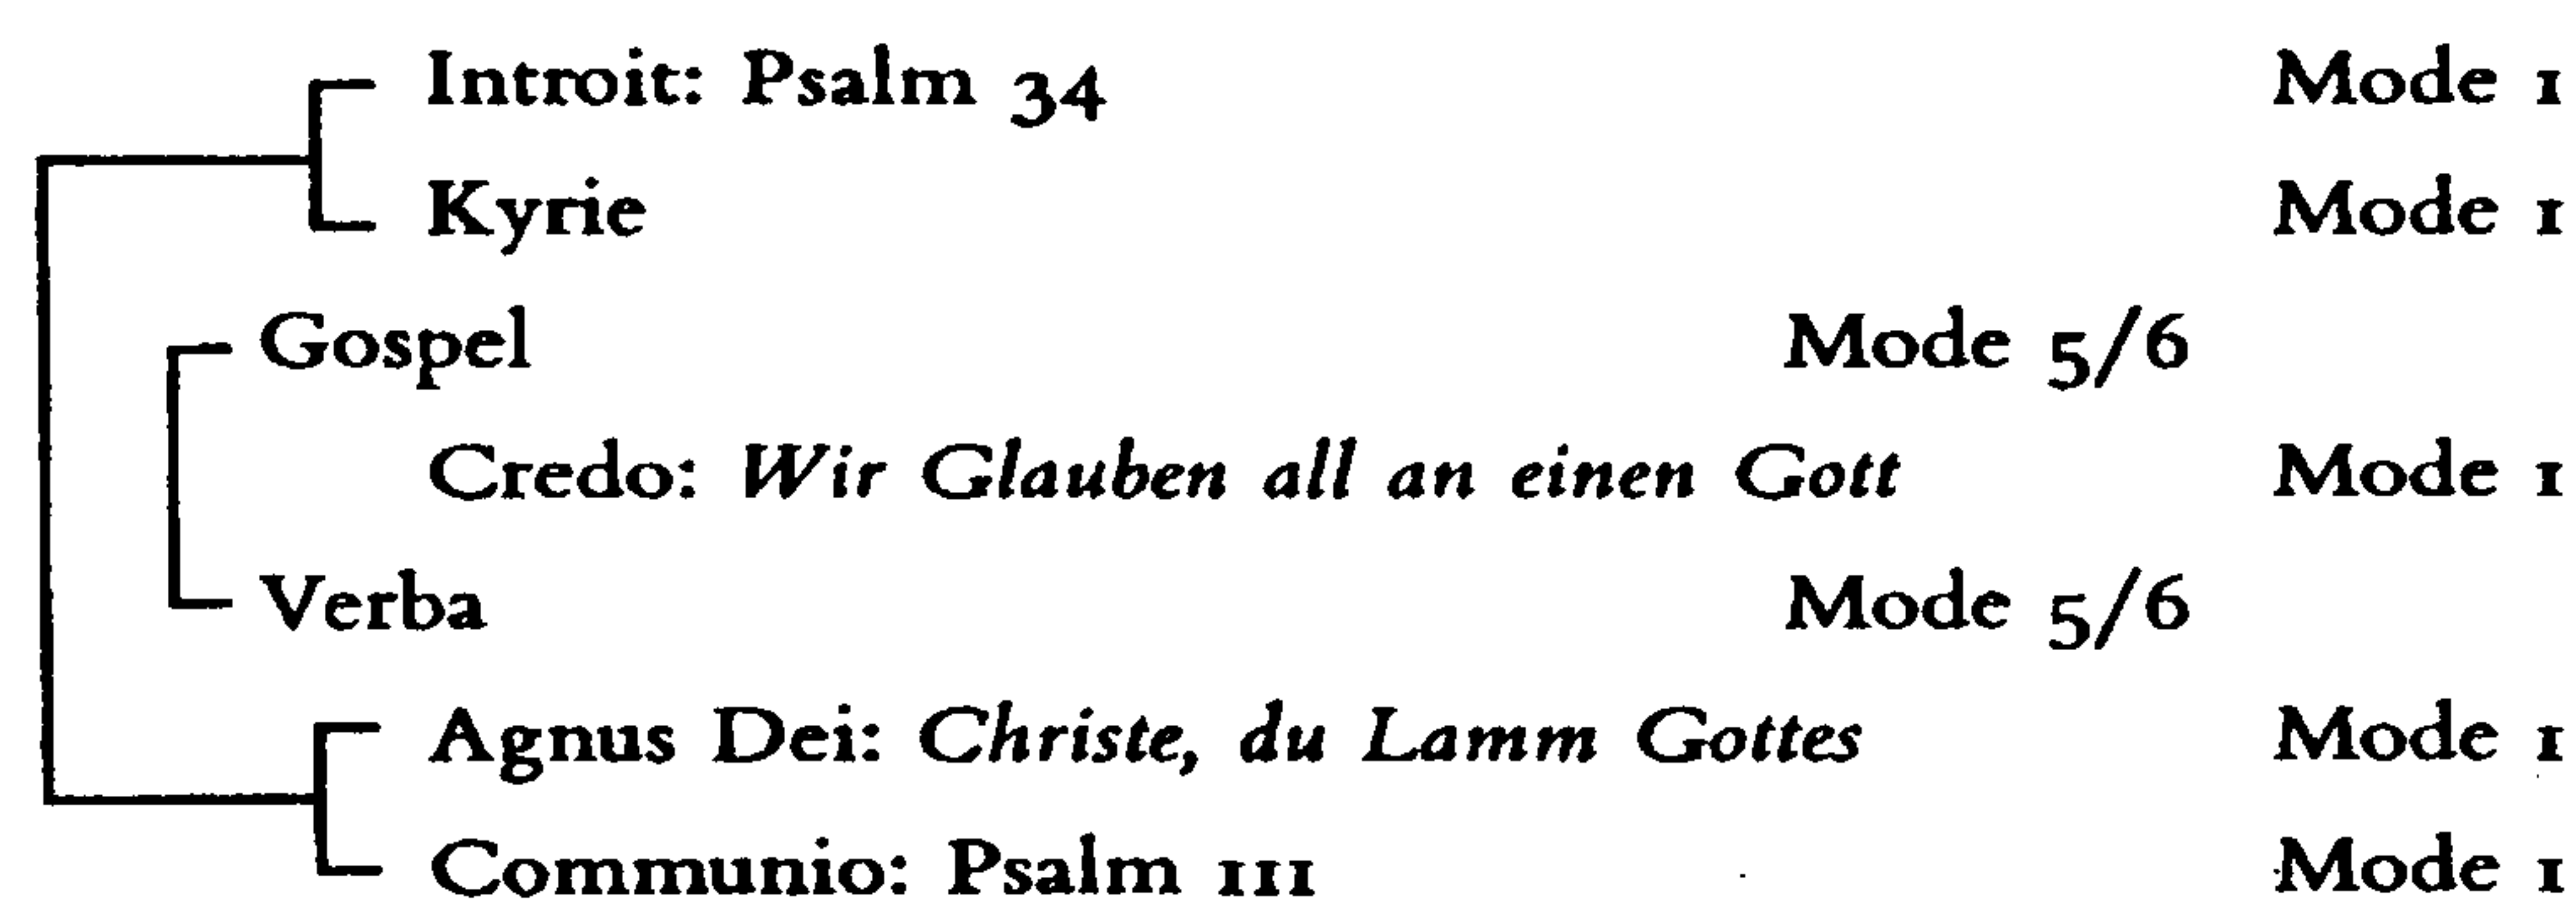 Introit: Psalm 34 Mode 1
Kyrie Mode 1
Gospel Mode 5/6
Credo: Wir Glauben all an einen Gott Mode 1
Verba Mode 5/6
Agnus Dei: Christe, du Lamm Gottes Mode 1
Communio: Psalm 111 Mode 1